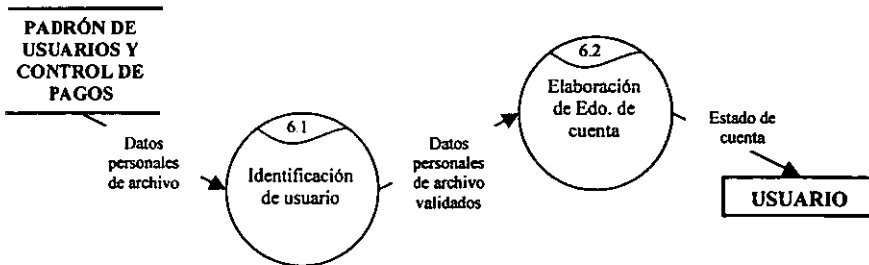 PADRÓN DE
USUARIOS Y
CONTROL DE
PAGOS
Datos
personales
de archivo
6.1
Identificación
de usuario
Datos
personales
de archivo
validados
6.2
Elaboración
de Edo. de
cuenta
Estado de
cuenta
USUARIO